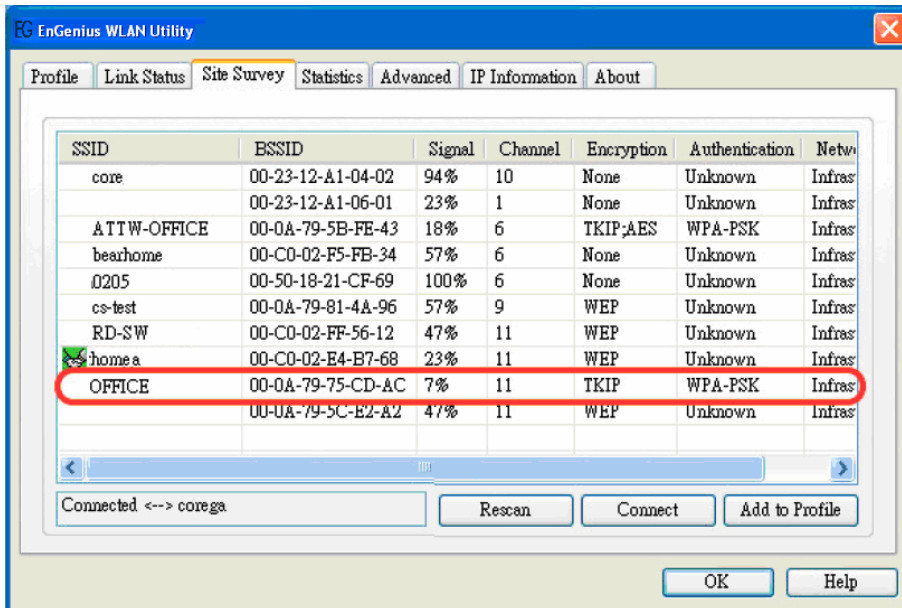 EG EnGenius WLAN Utility
Profile Link Status Site Survey Statistics Advanced IP Information About
SSID BSSID Signal Channel Encryption Authentication Netw
core 00-23-12-A1-04-02 94% 10 None Unknown Infras
00-23-12-A1-06-01 23% 1 None Unknown Infras
ATTW-OFFICE 00-0A-79-5B-FE-43 18% 6 TKIP;AES WPA-PSK Infras
bearhome 00-C0-02-F5-FB-34 57% 6 None Unknown Infras
0205 00-50-18-21-CF-69 100% 6 None Unknown Infras
cs-test 00-0A-79-81-4A-96 57% 9 WEP Unknown Infras
RD-SW 00-C0-02-FF-56-12 47% 11 WEP Unknown Infras
homea 00-C0-02-E4-B7-68 23% 11 WEP Unknown Infras
OFFICE 00-0A-79-75-CD-AC 7% 11 TKIP WPA-PSK Infras
00-0A-79-5C-E2-A2 47% 11 WEP Unknown Infras
Connected <--> corega Rescan Connect Add to Profile
OK Help